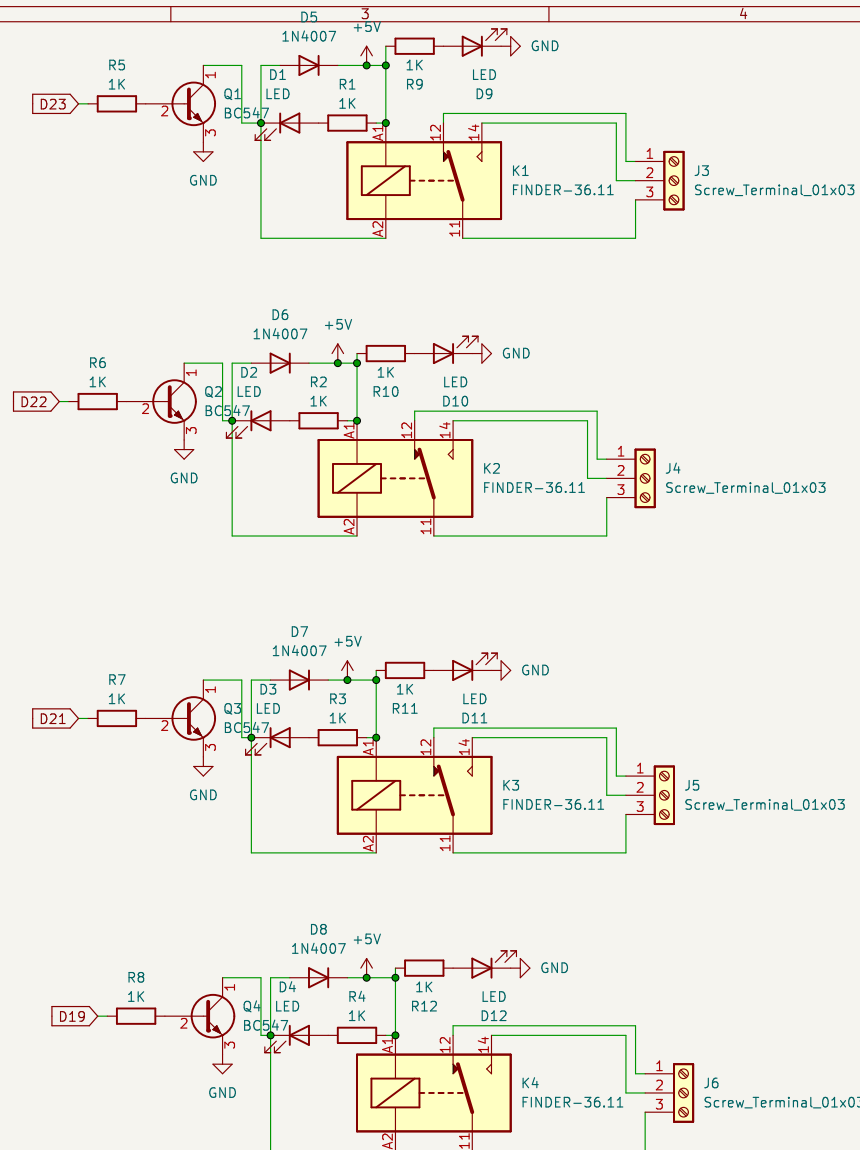 3
4
D5
1N4007
+5V
GND
R5
1K
1
D1
LED
R1
1K
1K
R9
LED
D9
D23
2
Q1
BC547
3
GND
A1
12
14
K1
FINDER-36.11
A2
11
1
2
3
J3
Screw_Terminal_01x03
D6
1N4007
+5V
GND
R6
1K
1
D2
LED
R2
1K
1K
R10
LED
D10
D22
2
Q2
BC547
3
GND
A1
12
14
K2
FINDER-36.11
A2
11
1
2
3
J4
Screw_Terminal_01x03
D7
1N4007
+5V
GND
R7
1K
1
D3
LED
R3
1K
1K
R11
LED
D11
D21
2
Q3
BC547
3
GND
A1
12
14
K3
FINDER-36.11
A2
11
1
2
3
J5
Screw_Terminal_01x03
D8
1N4007
+5V
GND
R8
1K
1
D4
LED
R4
1K
1K
R12
LED
D12
D19
2
Q4
BC547
3
GND
A1
12
14
K4
FINDER-36.11
A2
11
1
2
3
J6
Screw_Terminal_01x03